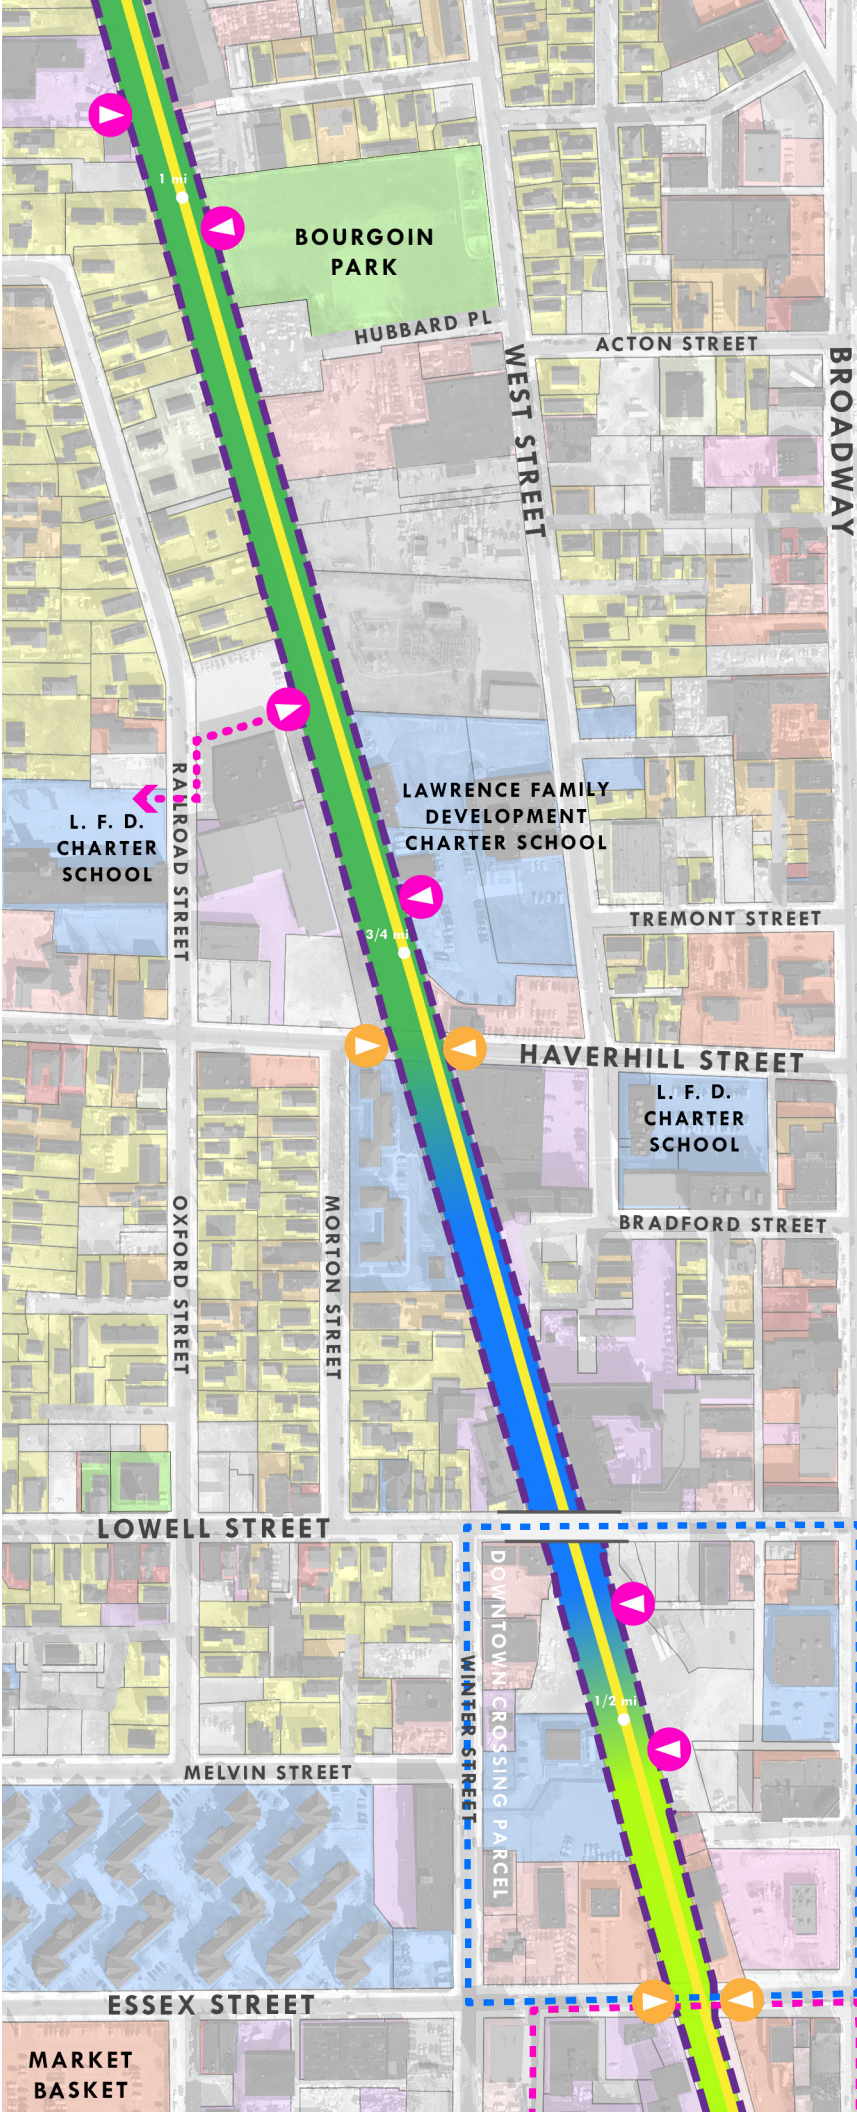 1 mi
BOURGOIN
PARK
HUBBARD PL
ACTON STREET
WEST STREET
BROADWAY
LAWRENCE FAMILY
DEVELOPMENT
CHARTER SCHOOL
RAILROAD STREET
L. F. D.
CHARTER
SCHOOL
3/4 mi
TREMONT STREET
HAVERHILL STREET
L. F. D.
CHARTER
SCHOOL
OXFORD STREET
MORTON STREET
BRADFORD STREET
LOWELL STREET
DOWNTOWN CROSSING PARCEL
WINTER STREET
1/2 mi
MELVIN STREET
ESSEX STREET
MARKET
BASKET